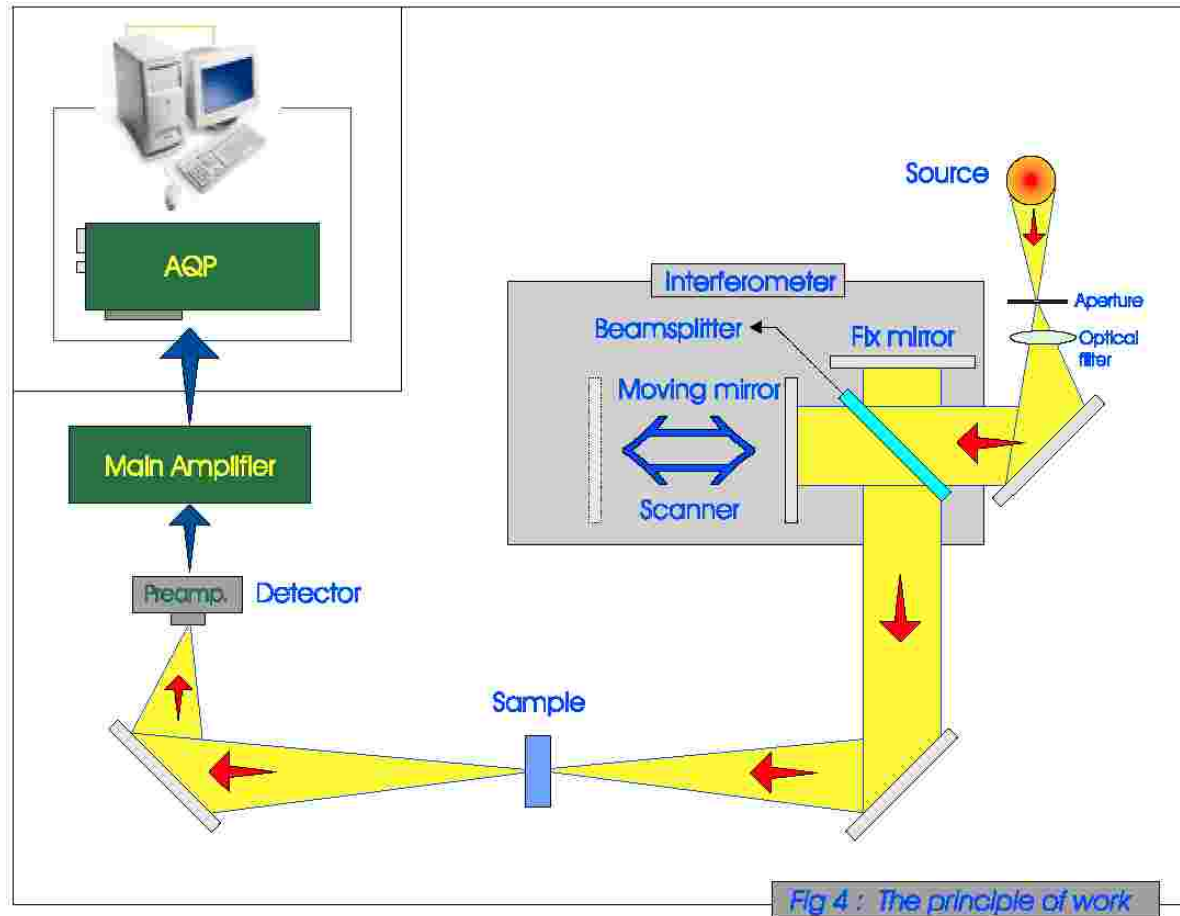 Source
AQP
Interferometer
Aperture
Beamsplitter
Fix mirror
Optical
filter
Moving mirror
Main Amplifier
Scanner
Preamp.
Detector
Sample
Fig 4 : The principle of work